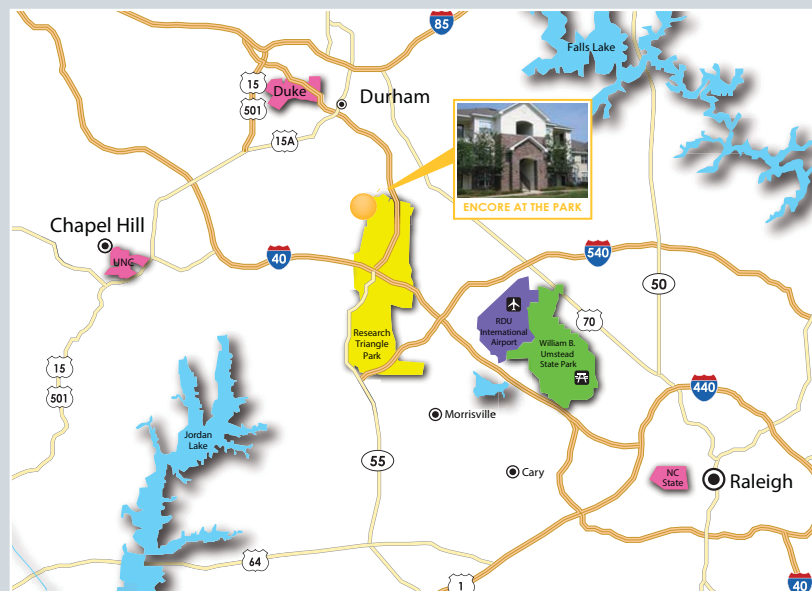 85
Falls Lake
15
501
Duke
Durham
15A
ENCORE AT THE PARK
Chapel Hill
UNC
40
540
50
RDU
International
Airport
70
William B.
Umstead
State Park
Research
Triangle
Park
15
501
440
Morrisville
Jordan
Lake
55
Cary
NC
State
Raleigh
64
1
40